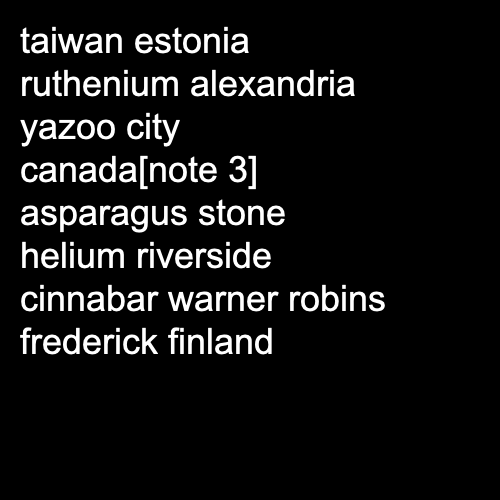 taiwan estonia
ruthenium alexandria
yazoo city
canada[note 3]
asparagus stone
helium riverside
cinnabar warner robins
frederick finland